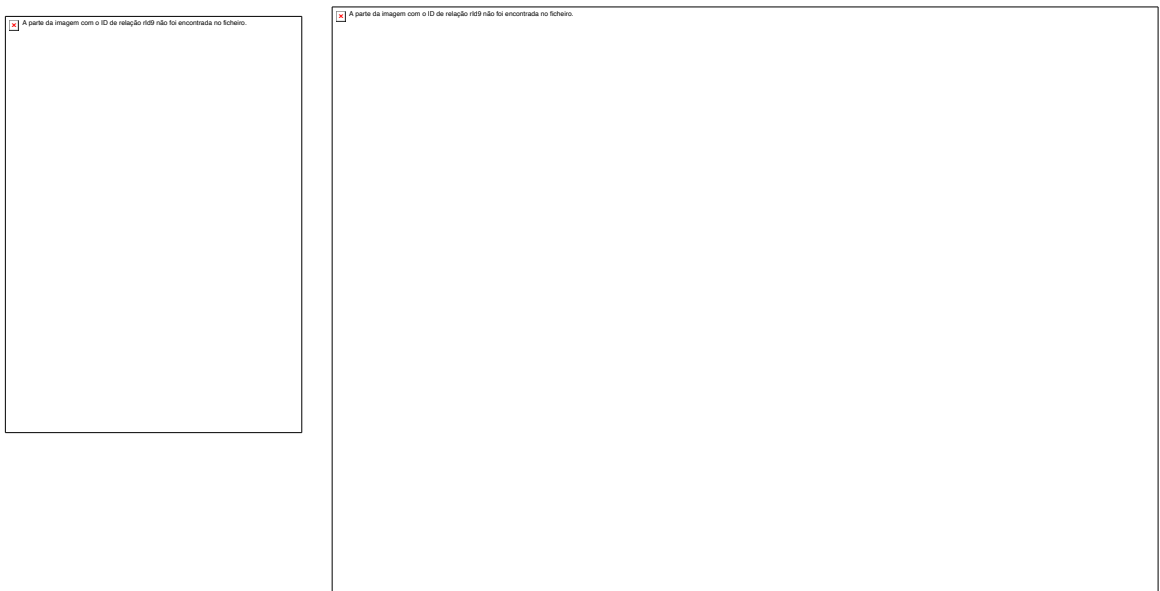 A parte da imagem com o ID de relação rId9 não foi encontrada no ficheiro.
A parte da imagem com o ID de relação rId9 não foi encontrada no ficheiro.